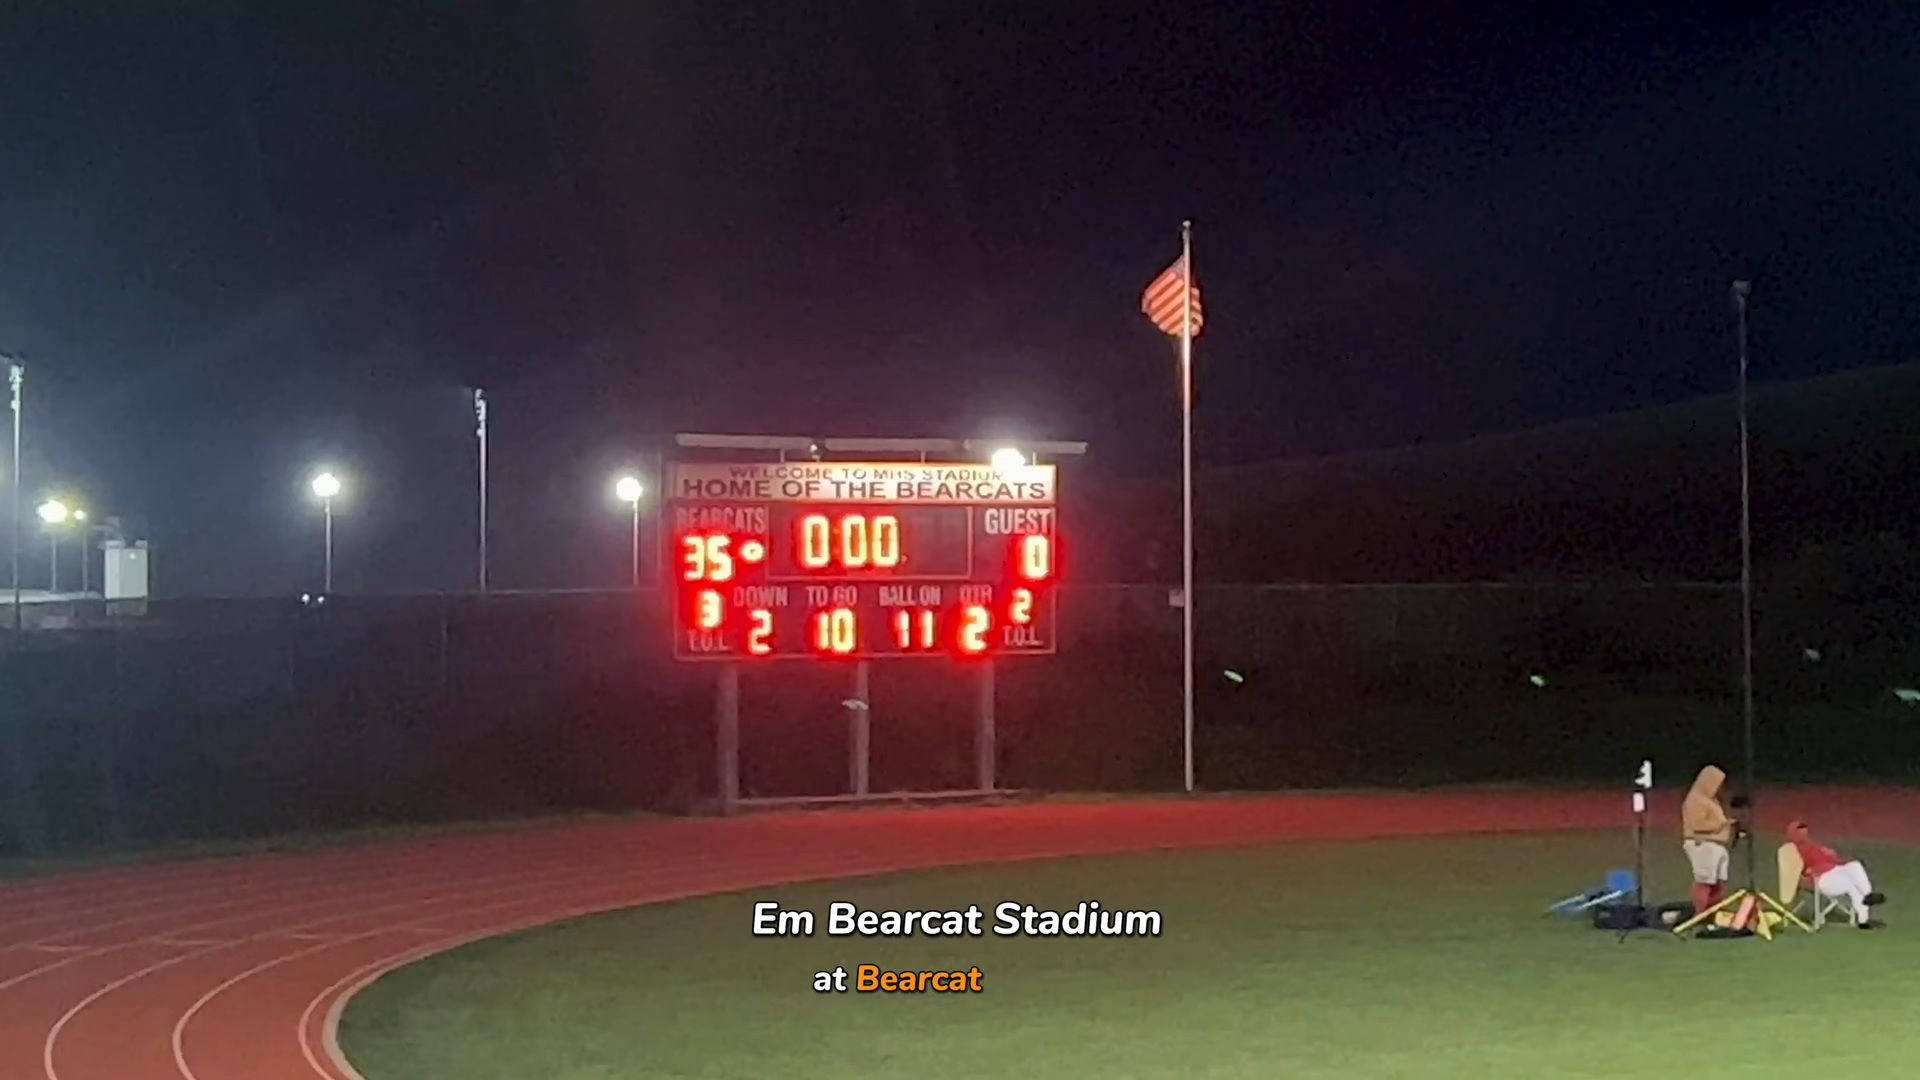 WELCOME TO MHS STADIUM
HOME OF THE BEARCATS
BEARCATS 0:00 GUEST
35 0
DOWN TO GO BALL ON QTR
3 2 10 11 2 2
T.O.L. T.O.L.
Em Bearcat Stadium
at Bearcat